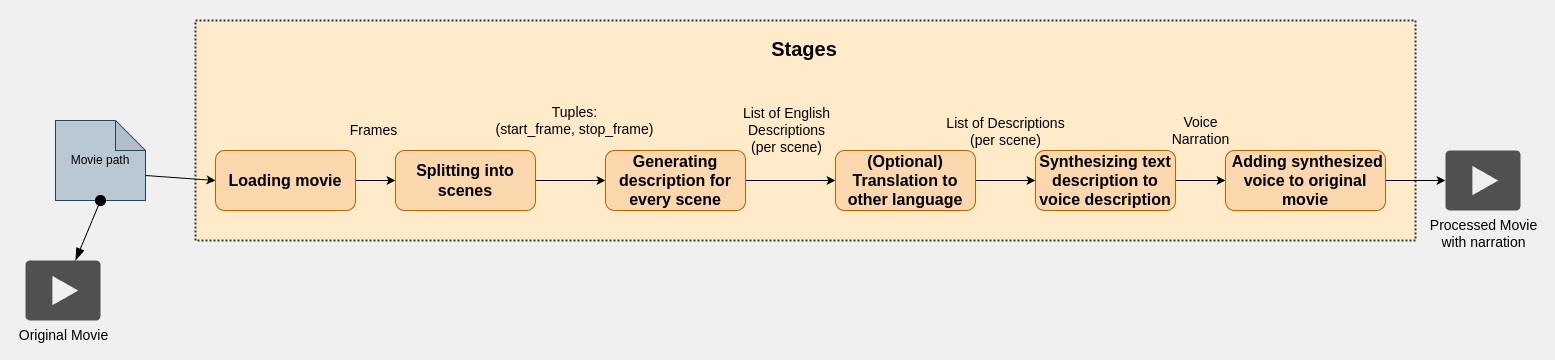 Stages
Movie path
Original Movie
Loading movie
Frames
Splitting into
scenes
Tuples:
(start_frame, stop_frame)
Generating
description for
every scene
List of English
Descriptions
(per scene)
(Optional)
Translation to
other language
List of Descriptions
(per scene)
Synthesizing text
description to
voice description
Voice
Narration
Adding synthesized
voice to original
movie
Processed Movie
with narration